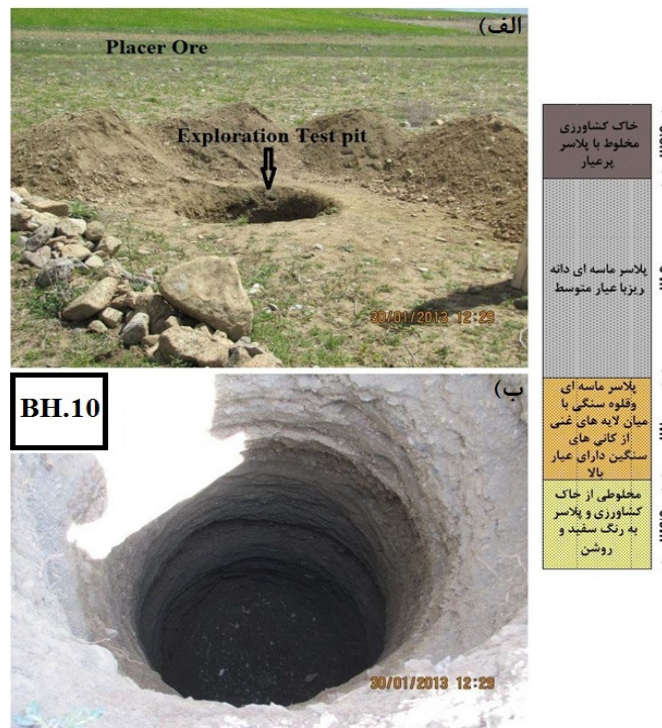 الف)
Placer Ore
Exploration Test pit
30/01/2013 12:29
BH.10
ب)
30/01/2013 12:29
خاک کشاورزی
مخلوط با پلاسر
پرعیار
پلاسر ماسه ای دانه
ریزبا عیار متوسط
پلاسر ماسه ای
وقلوه سنگی با
میان لایه های غنی
از کانی های
سنگین دارای عیار
بالا
مخلوطی از خاک
کشاورزی و پلاسر
به رنگ سفید و
روشن